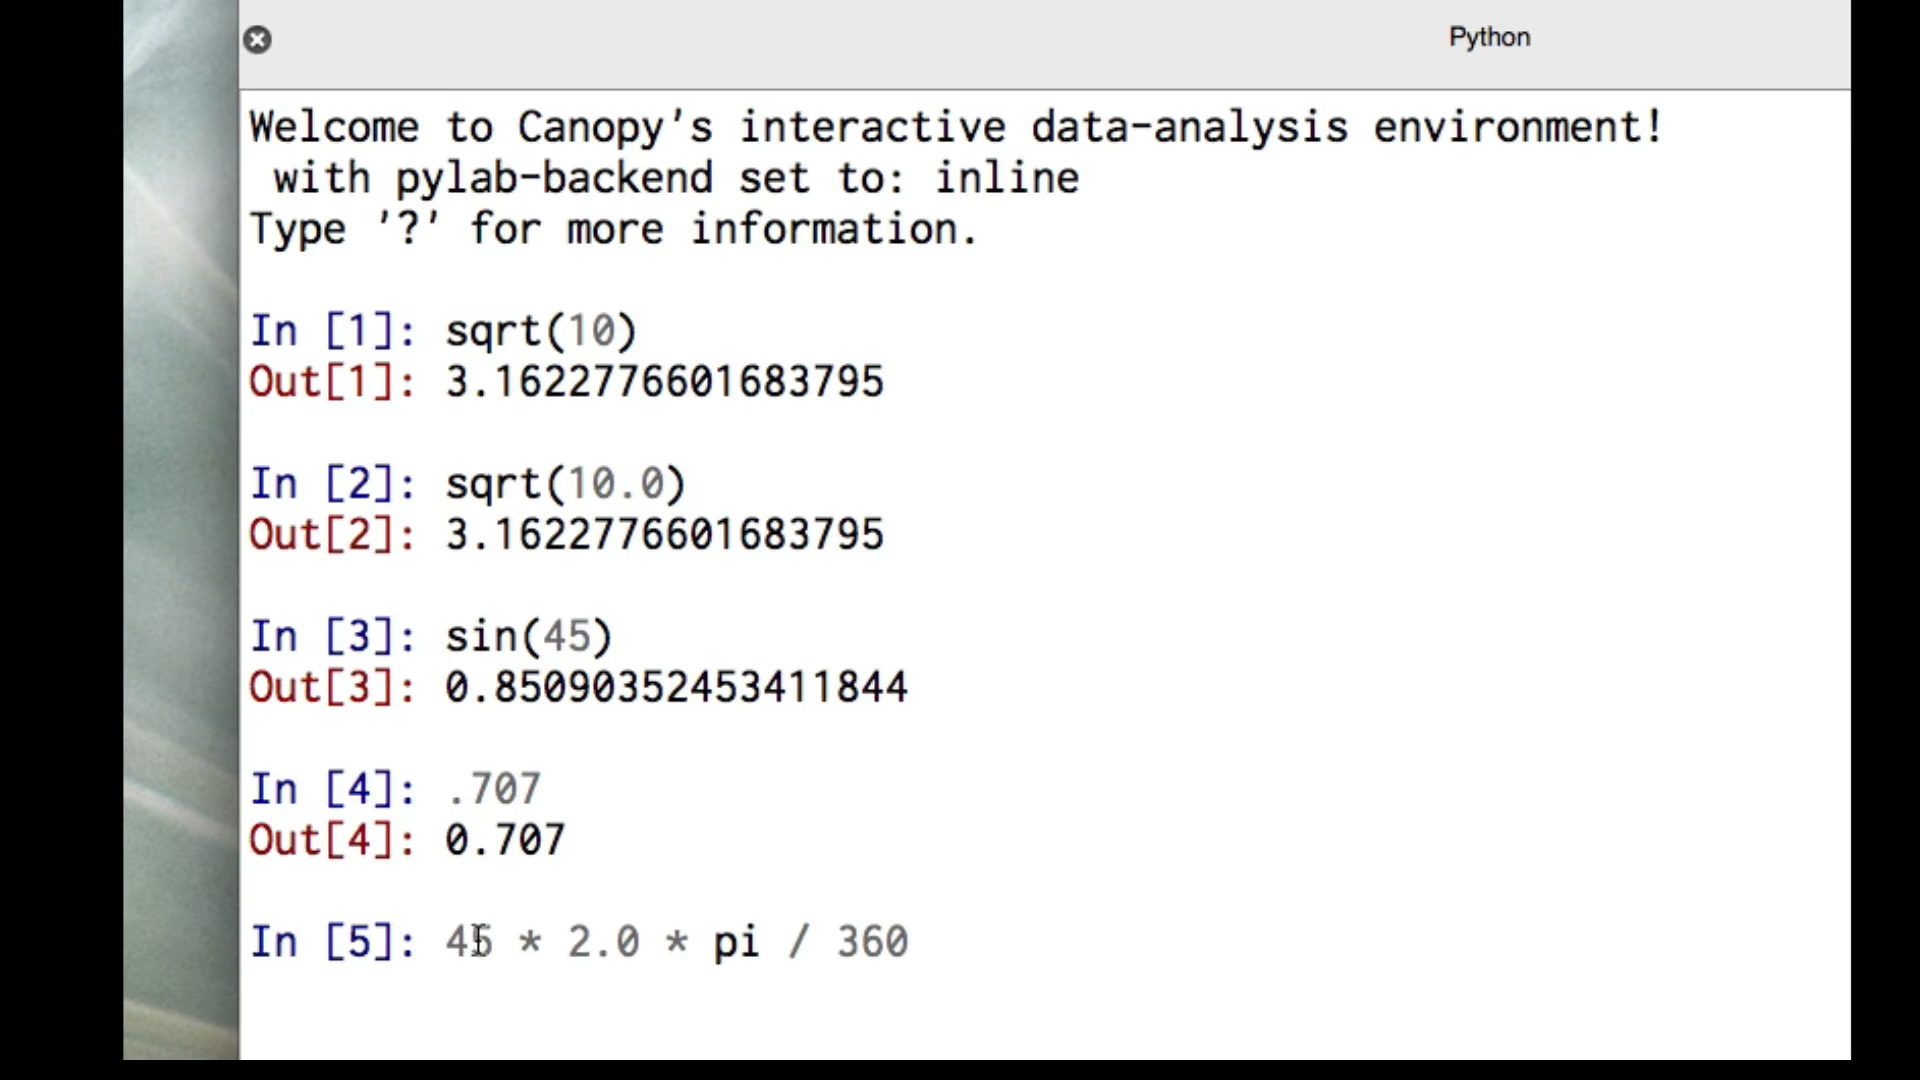 Python
Welcome to Canopy's interactive data-analysis environment!
with pylab-backend set to: inline
Type '?' for more information.
In [1]: sqrt(10)
Out[1]: 3.1622776601683795
In [2]: sqrt(10.0)
Out[2]: 3.1622776601683795
In [3]: sin(45)
Out[3]: 0.85090352453411844
In [4]: .707
Out[4]: 0.707
In [5]: 45 * 2.0 * pi / 360